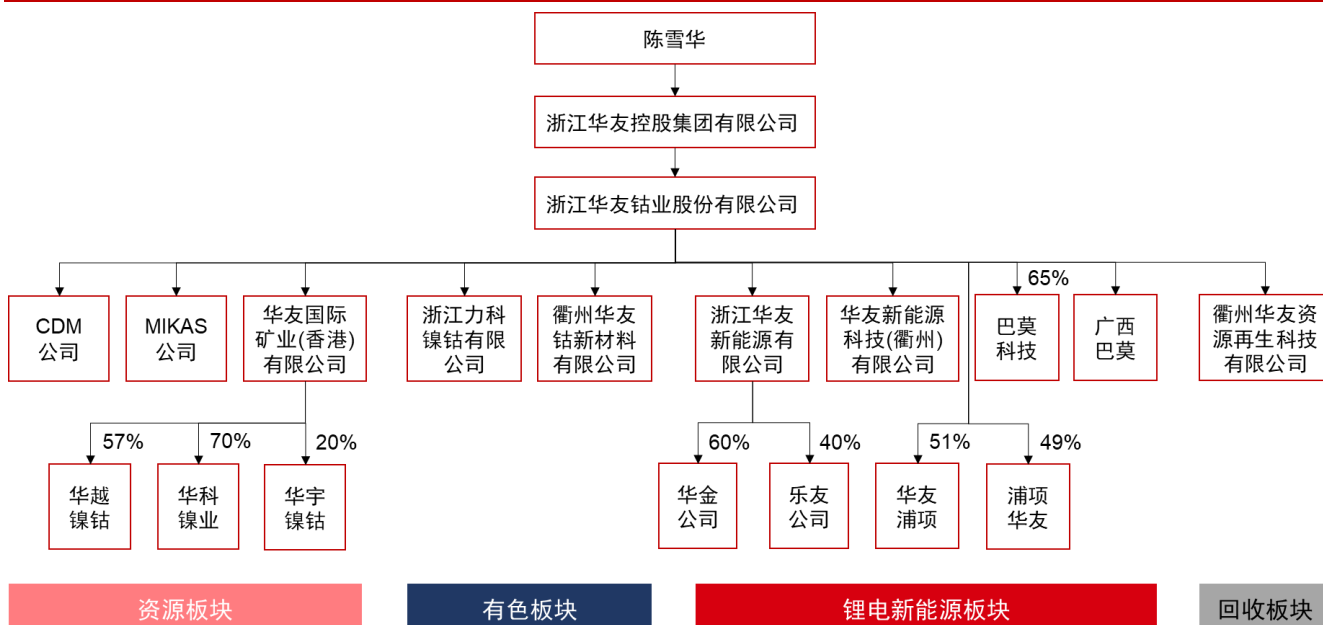 陈雪华
浙江华友控股集团有限公司
浙江华友钴业股份有限公司
65%
CDM
公司
MIKAS
公司
华友国际
矿业(香港)
有限公司
浙江力科
镍钴有限
公司
衢州华友
钴新材料
有限公司
浙江华友
新能源有
限公司
华友新能源
科技(衢州)
有限公司
巴莫
科技
广西
巴莫
衢州华友资
源再生科技
有限公司
57%
70%
20%
60%
40%
51%
49%
华越
镍钴
华科
镍业
华宇
镍钴
华金
公司
乐友
公司
华友
浦项
浦项
华友
资源板块
有色板块
锂电新能源板块
回收板块